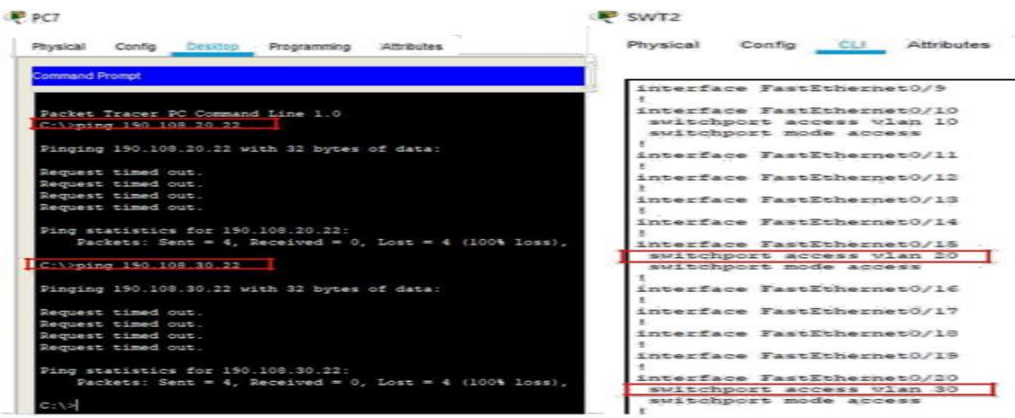 PC7
Physical Config Desktop Programming Attributes
Command Prompt
Packet Tracer PC Command Line 1.0
C:\>ping 190.108.20.22
Pinging 190.108.20.22 with 32 bytes of data:
Request timed out.
Request timed out.
Request timed out.
Request timed out.
Ping statistics for 190.108.20.22:
Packets: Sent = 4, Received = 0, Lost = 4 (100% loss),
C:\>ping 190.108.30.22
Pinging 190.108.30.22 with 32 bytes of data:
Request timed out.
Request timed out.
Request timed out.
Request timed out.
Ping statistics for 190.108.30.22:
Packets: Sent = 4, Received = 0, Lost = 4 (100% loss),
C:\>
SWT2
Physical Config CLI Attributes
interface FastEthernet0/9
!
interface FastEthernet0/10
switchport access vlan 10
switchport mode access
!
interface FastEthernet0/11
!
interface FastEthernet0/12
!
interface FastEthernet0/13
!
interface FastEthernet0/14
!
interface FastEthernet0/15
switchport access vlan 20
switchport mode access
!
interface FastEthernet0/16
!
interface FastEthernet0/17
!
interface FastEthernet0/18
!
interface FastEthernet0/19
!
interface FastEthernet0/20
switchport access vlan 30
switchport mode access
!